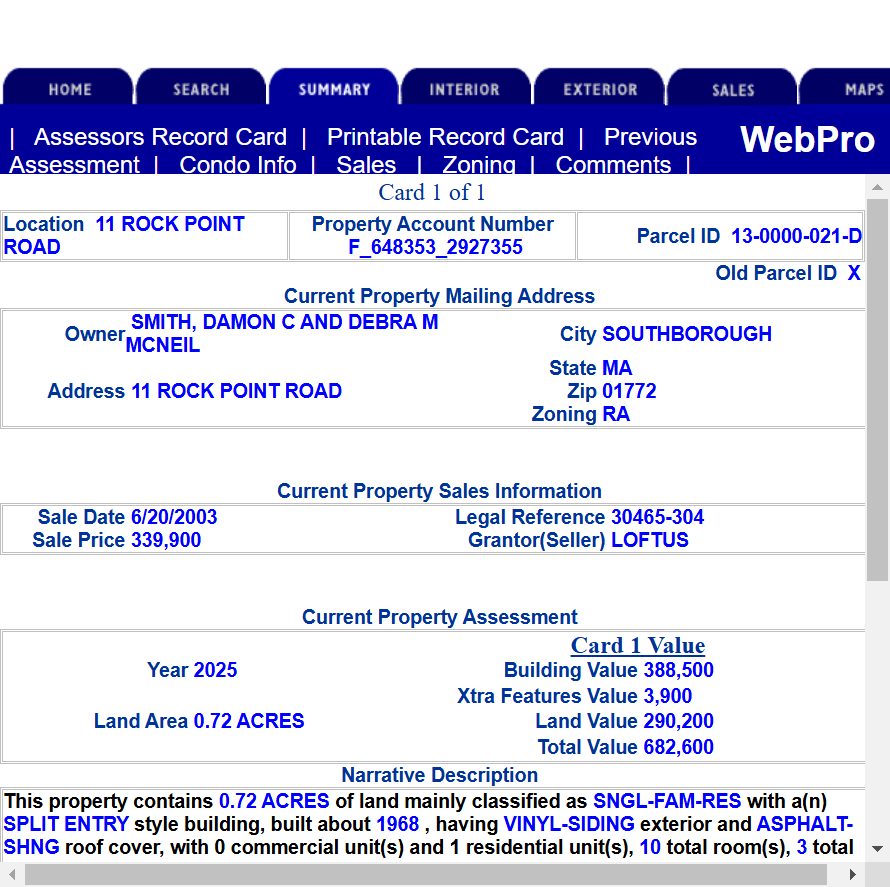 HOME SEARCH SUMMARY INTERIOR EXTERIOR SALES MAPS
| Assessors Record Card | Printable Record Card | Previous
Assessment | Condo Info | Sales | Zoning | Comments |
WebPro
Card 1 of 1
Location 11 ROCK POINT
ROAD
Property Account Number
F_648353_2927355
Parcel ID 13-0000-021-D
Old Parcel ID X
Current Property Mailing Address
Owner SMITH, DAMON C AND DEBRA M
MCNEIL
City SOUTHBOROUGH
State MA
Address 11 ROCK POINT ROAD
Zip 01772
Zoning RA
Current Property Sales Information
Sale Date 6/20/2003
Legal Reference 30465-304
Sale Price 339,900
Grantor(Seller) LOFTUS
Current Property Assessment
Card 1 Value
Year 2025
Building Value 388,500
Xtra Features Value 3,900
Land Area 0.72 ACRES
Land Value 290,200
Total Value 682,600
Narrative Description
This property contains 0.72 ACRES of land mainly classified as SNGL-FAM-RES with a(n)
SPLIT ENTRY style building, built about 1968 , having VINYL-SIDING exterior and ASPHALT-
SHNG roof cover, with 0 commercial unit(s) and 1 residential unit(s), 10 total room(s), 3 total